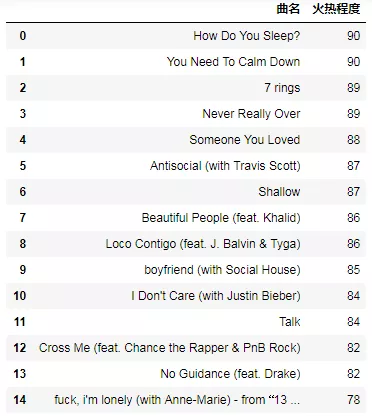 曲名 火热程度
0 How Do You Sleep? 90
1 You Need To Calm Down 90
2 7 rings 89
3 Never Really Over 89
4 Someone You Loved 88
5 Antisocial (with Travis Scott) 87
6 Shallow 87
7 Beautiful People (feat. Khalid) 86
8 Loco Contigo (feat. J. Balvin & Tyga) 86
9 boyfriend (with Social House) 85
10 I Don't Care (with Justin Bieber) 84
11 Talk 84
12 Cross Me (feat. Chance the Rapper & PnB Rock) 82
13 No Guidance (feat. Drake) 82
14 fuck, i'm lonely (with Anne-Marie) - from “13 ... 78